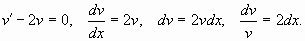 v′ − 2v = 0, dv/dx = 2v, dv = 2vdx, dv/v = 2dx.